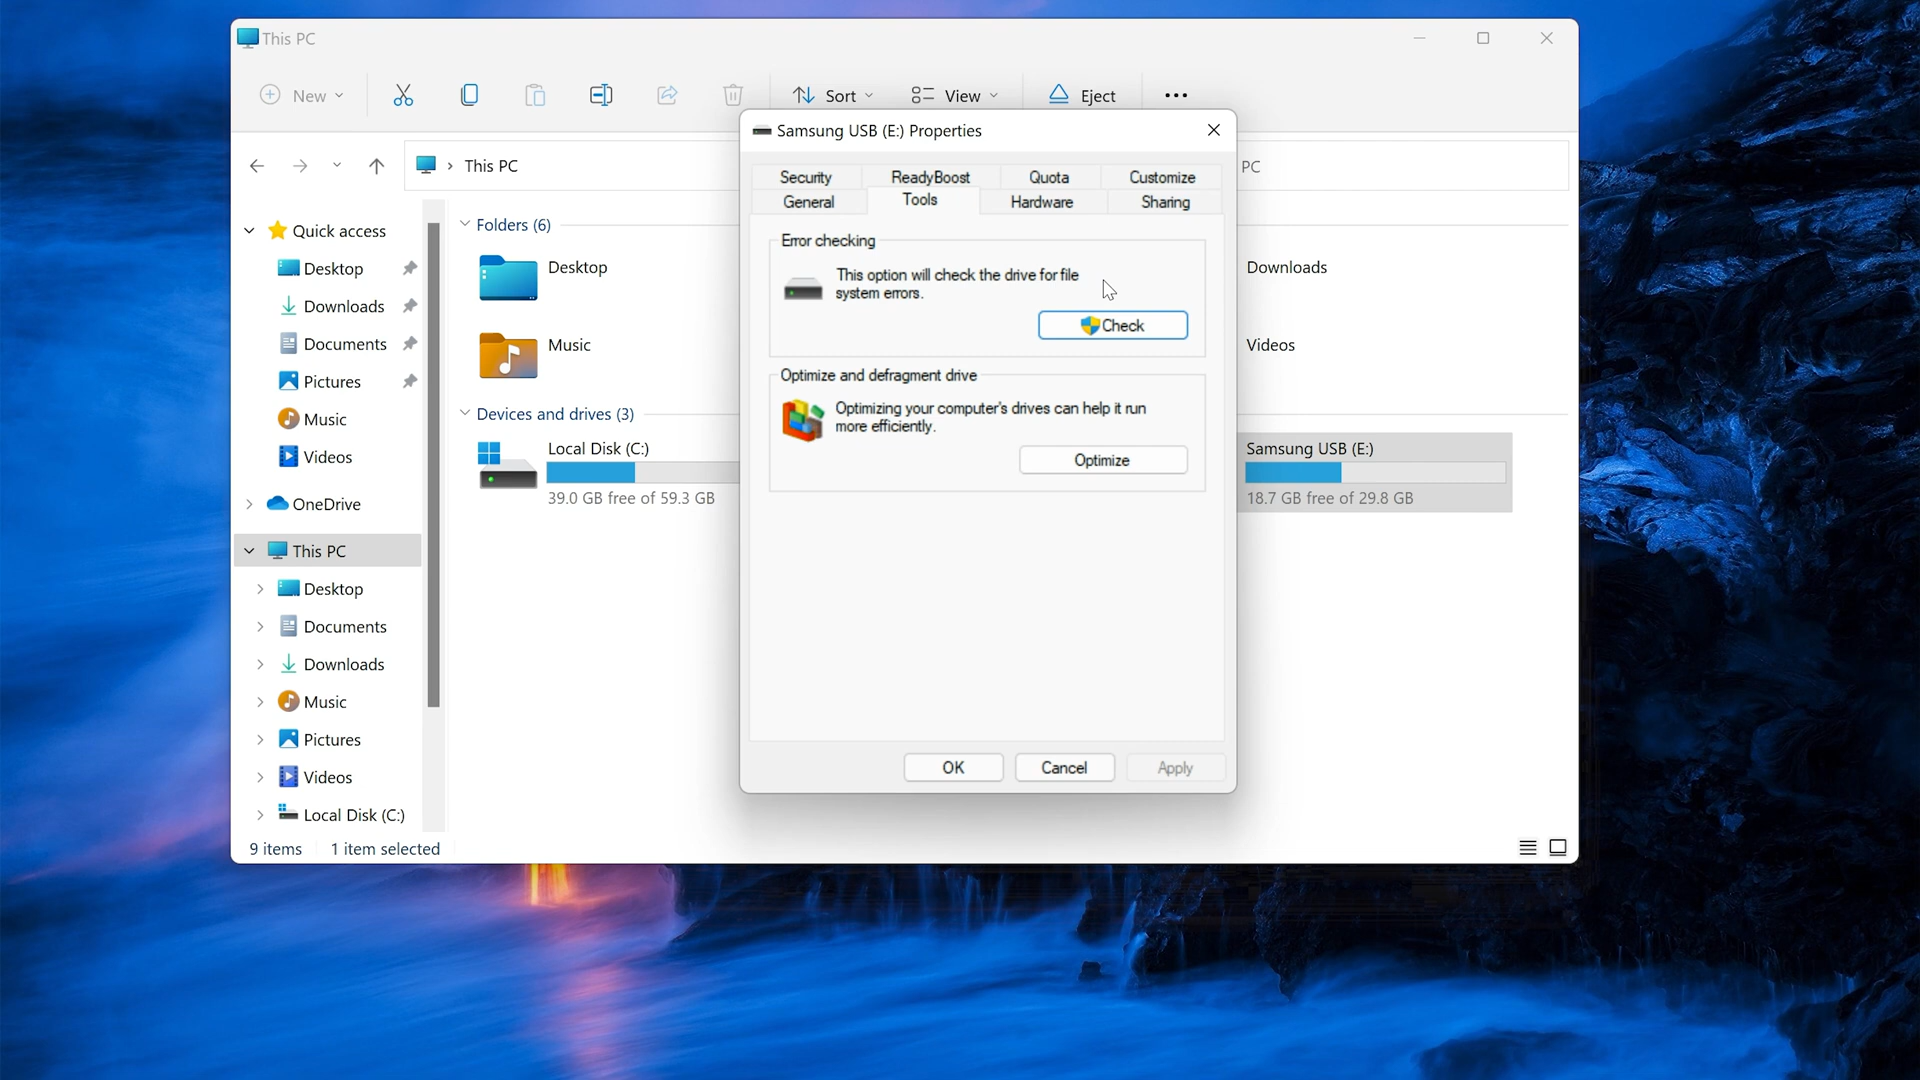 This PC
New
Sort
View
Eject
This PC
PC
Quick access
Desktop
Downloads
Documents
Pictures
Music
Videos
OneDrive
This PC
Desktop
Documents
Downloads
Music
Pictures
Videos
Local Disk (C:)
Folders (6)
Desktop
Music
Downloads
Videos
Devices and drives (3)
Local Disk (C:)
39.0 GB free of 59.3 GB
Samsung USB (E:)
18.7 GB free of 29.8 GB
9 items
1 item selected
Samsung USB (E:) Properties
Security ReadyBoost Quota Customize
General Tools Hardware Sharing
Error checking
This option will check the drive for file
system errors.
Check
Optimize and defragment drive
Optimizing your computer's drives can help it run
more efficiently.
Optimize
OK Cancel Apply